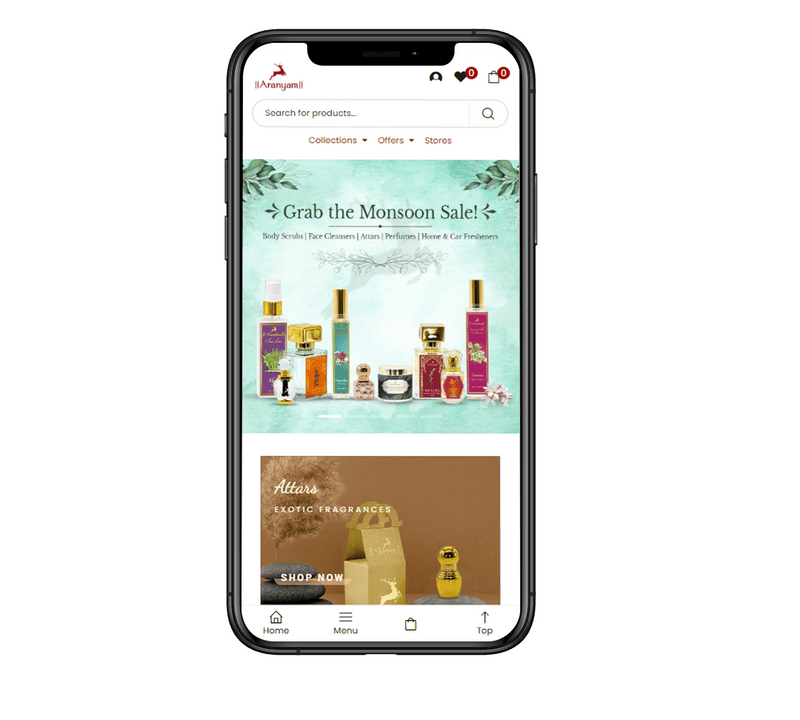 ||Aranyam||
0
0
Search for products...
Collections Offers Stores
Grab the Monsoon Sale!
Body Scrubs | Face Cleansers | Attars | Perfumes | Home & Car Fresheners
Attars
EXOTIC FRAGRANCES
SHOP NOW
Home Menu Top